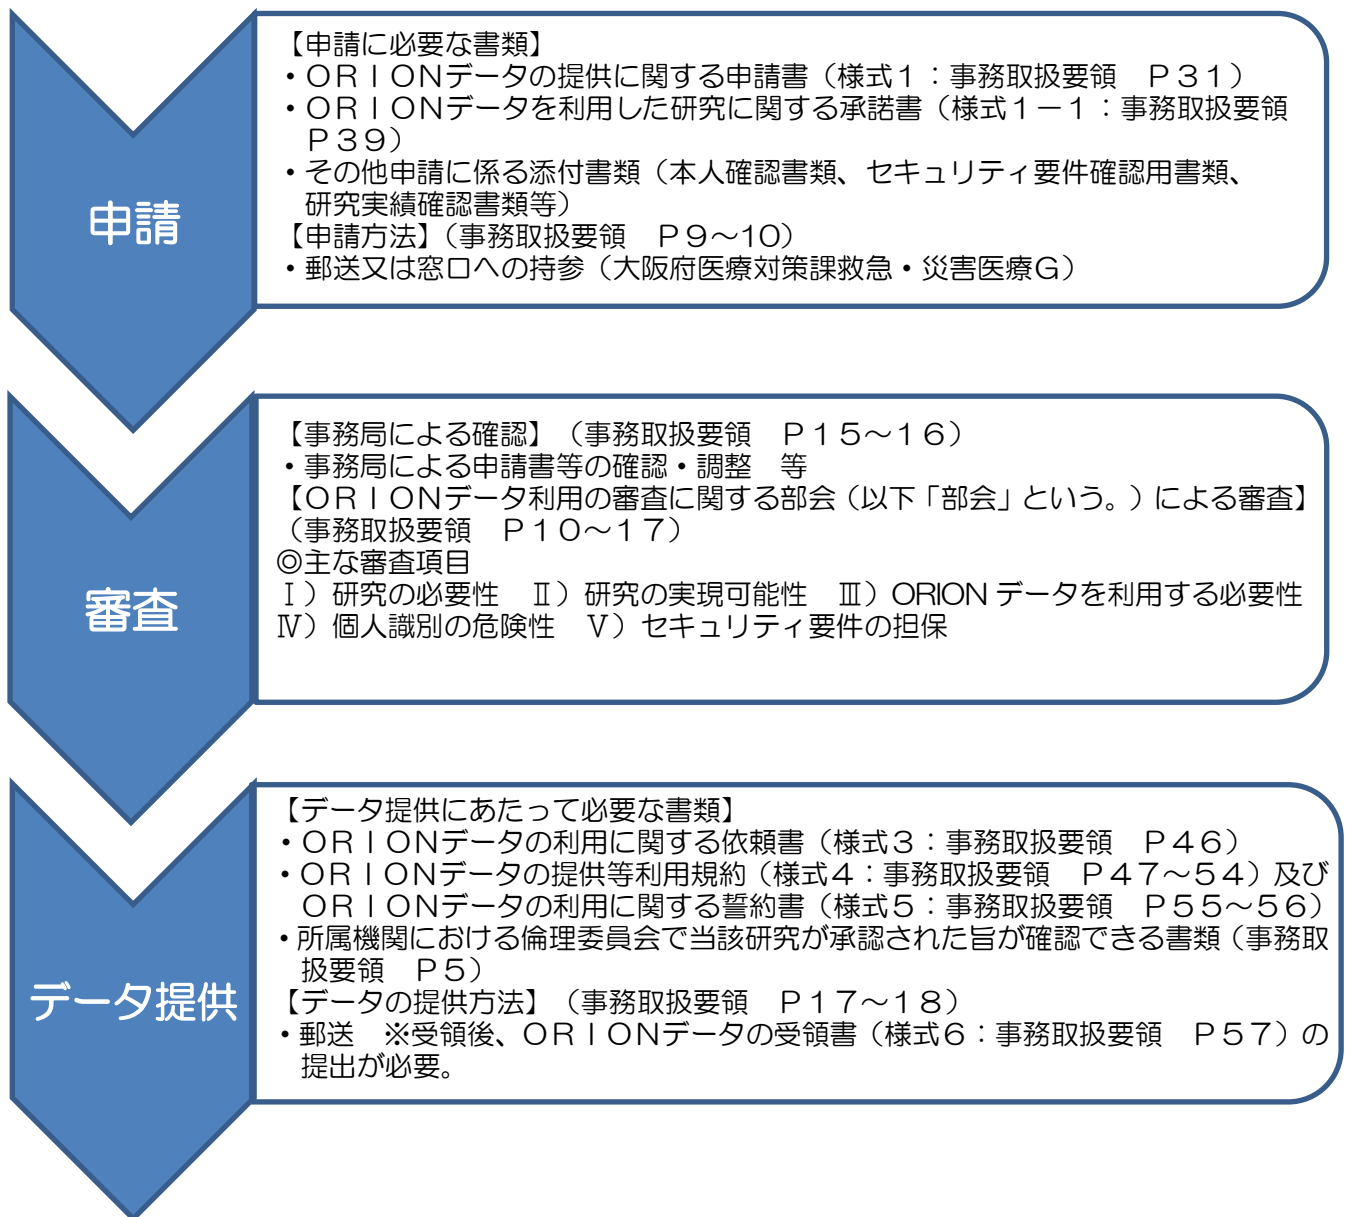 申請
【申請に必要な書類】
・ＯＲＩＯＮデータの提供に関する申請書（様式１：事務取扱要領　Ｐ３１）
・ＯＲＩＯＮデータを利用した研究に関する承諾書（様式１－１：事務取扱要領
Ｐ３９）
・その他申請に係る添付書類（本人確認書類、セキュリティ要件確認用書類、
研究実績確認書類等）
【申請方法】（事務取扱要領　Ｐ９～10）
・郵送又は窓口への持参（大阪府医療対策課救急・災害医療Ｇ）
審査
【事務局による確認】（事務取扱要領　Ｐ１５～１６）
・事務局による申請書等の確認・調整　等
【ＯＲＩＯＮデータ利用の審査に関する部会（以下「部会」という。）による審査】
（事務取扱要領　Ｐ１０～１７）
◎主な審査項目
Ⅰ）研究の必要性　Ⅱ）研究の実現可能性　Ⅲ）ORION データを利用する必要性
Ⅳ）個人識別の危険性　Ⅴ）セキュリティ要件の担保
データ提供
【データ提供にあたって必要な書類】
・ＯＲＩＯＮデータの利用に関する依頼書（様式３：事務取扱要領　Ｐ４６）
・ＯＲＩＯＮデータの提供等利用規約（様式４：事務取扱要領　Ｐ４７～５４）及び
ＯＲＩＯＮデータの利用に関する誓約書（様式５：事務取扱要領　Ｐ５５～５６）
・所属機関における倫理委員会で当該研究が承認された旨が確認できる書類（事務取
扱要領　Ｐ５）
【データの提供方法】（事務取扱要領　Ｐ１７～１８）
・郵送　※受領後、ＯＲＩＯＮデータの受領書（様式６：事務取扱要領　Ｐ５７）の
提出が必要。